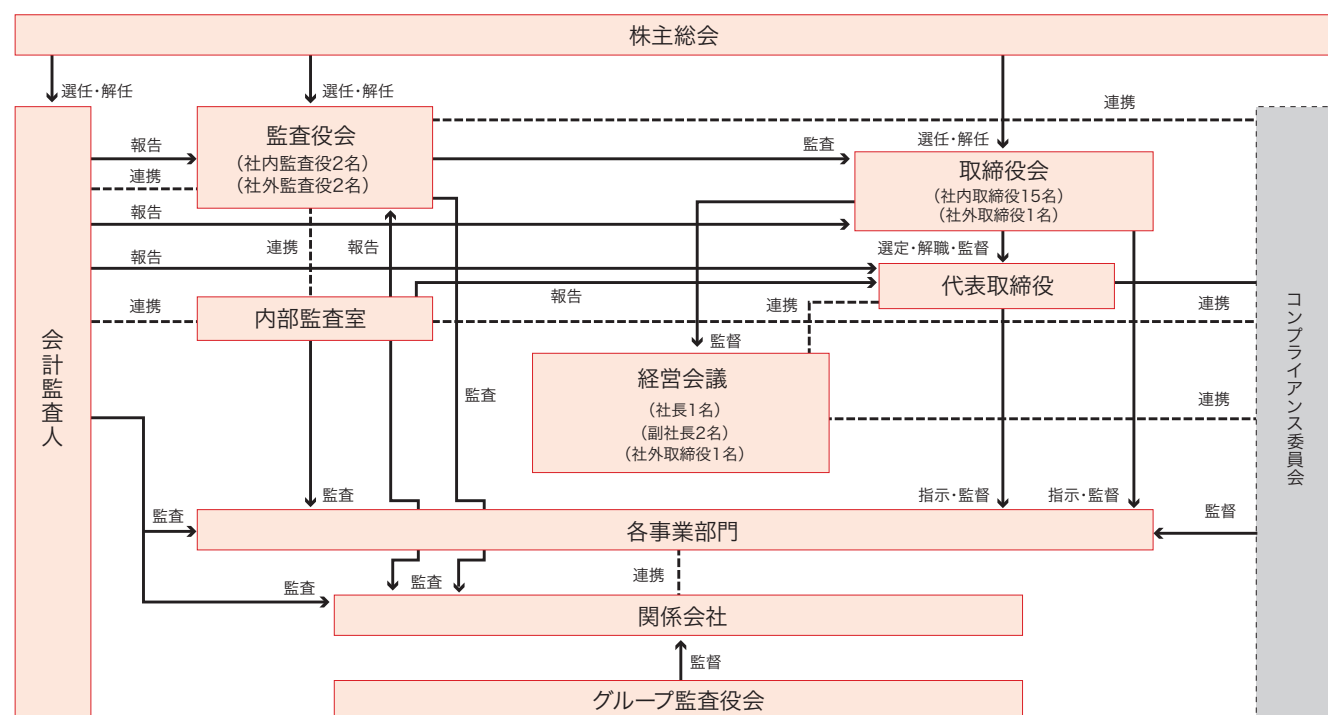 株主総会
選任・解任
選任・解任
連携
報告
監査役会
（社内監査役2名）
（社外監査役2名）
監査
選任・解任
取締役会
（社内取締役15名）
（社外取締役1名）
連携
報告
連携
報告
選定・解職・監督
報告
代表取締役
報告
連携
内部監査室
連携
連携
監督
会計監査人
コンプライアンス委員会
経営会議
（社長1名）
（副社長2名）
（社外取締役1名）
監査
連携
監査
指示・監督
指示・監督
監査
監督
各事業部門
連携
監査
監査
関係会社
監督
グループ監査役会